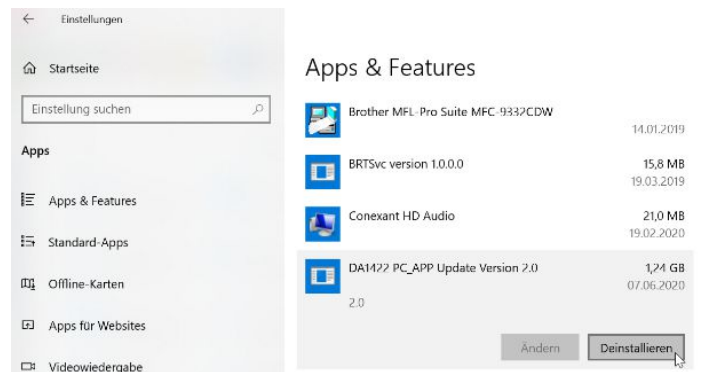 Einstellungen
Startseite
Einstellung suchen
Apps
Apps & Features
Standard-Apps
Offline-Karten
Apps für Websites
Videowiedergabe
Apps & Features
Brother MFL-Pro Suite MFC-9332CDW
14.01.2019
BRTSvc version 1.0.0.0 15,8 MB
19.03.2019
Conexant HD Audio 21,0 MB
19.02.2020
DA1422 PC_APP Update Version 2.0 1,24 GB
07.06.2020
2.0
Ändern Deinstallieren